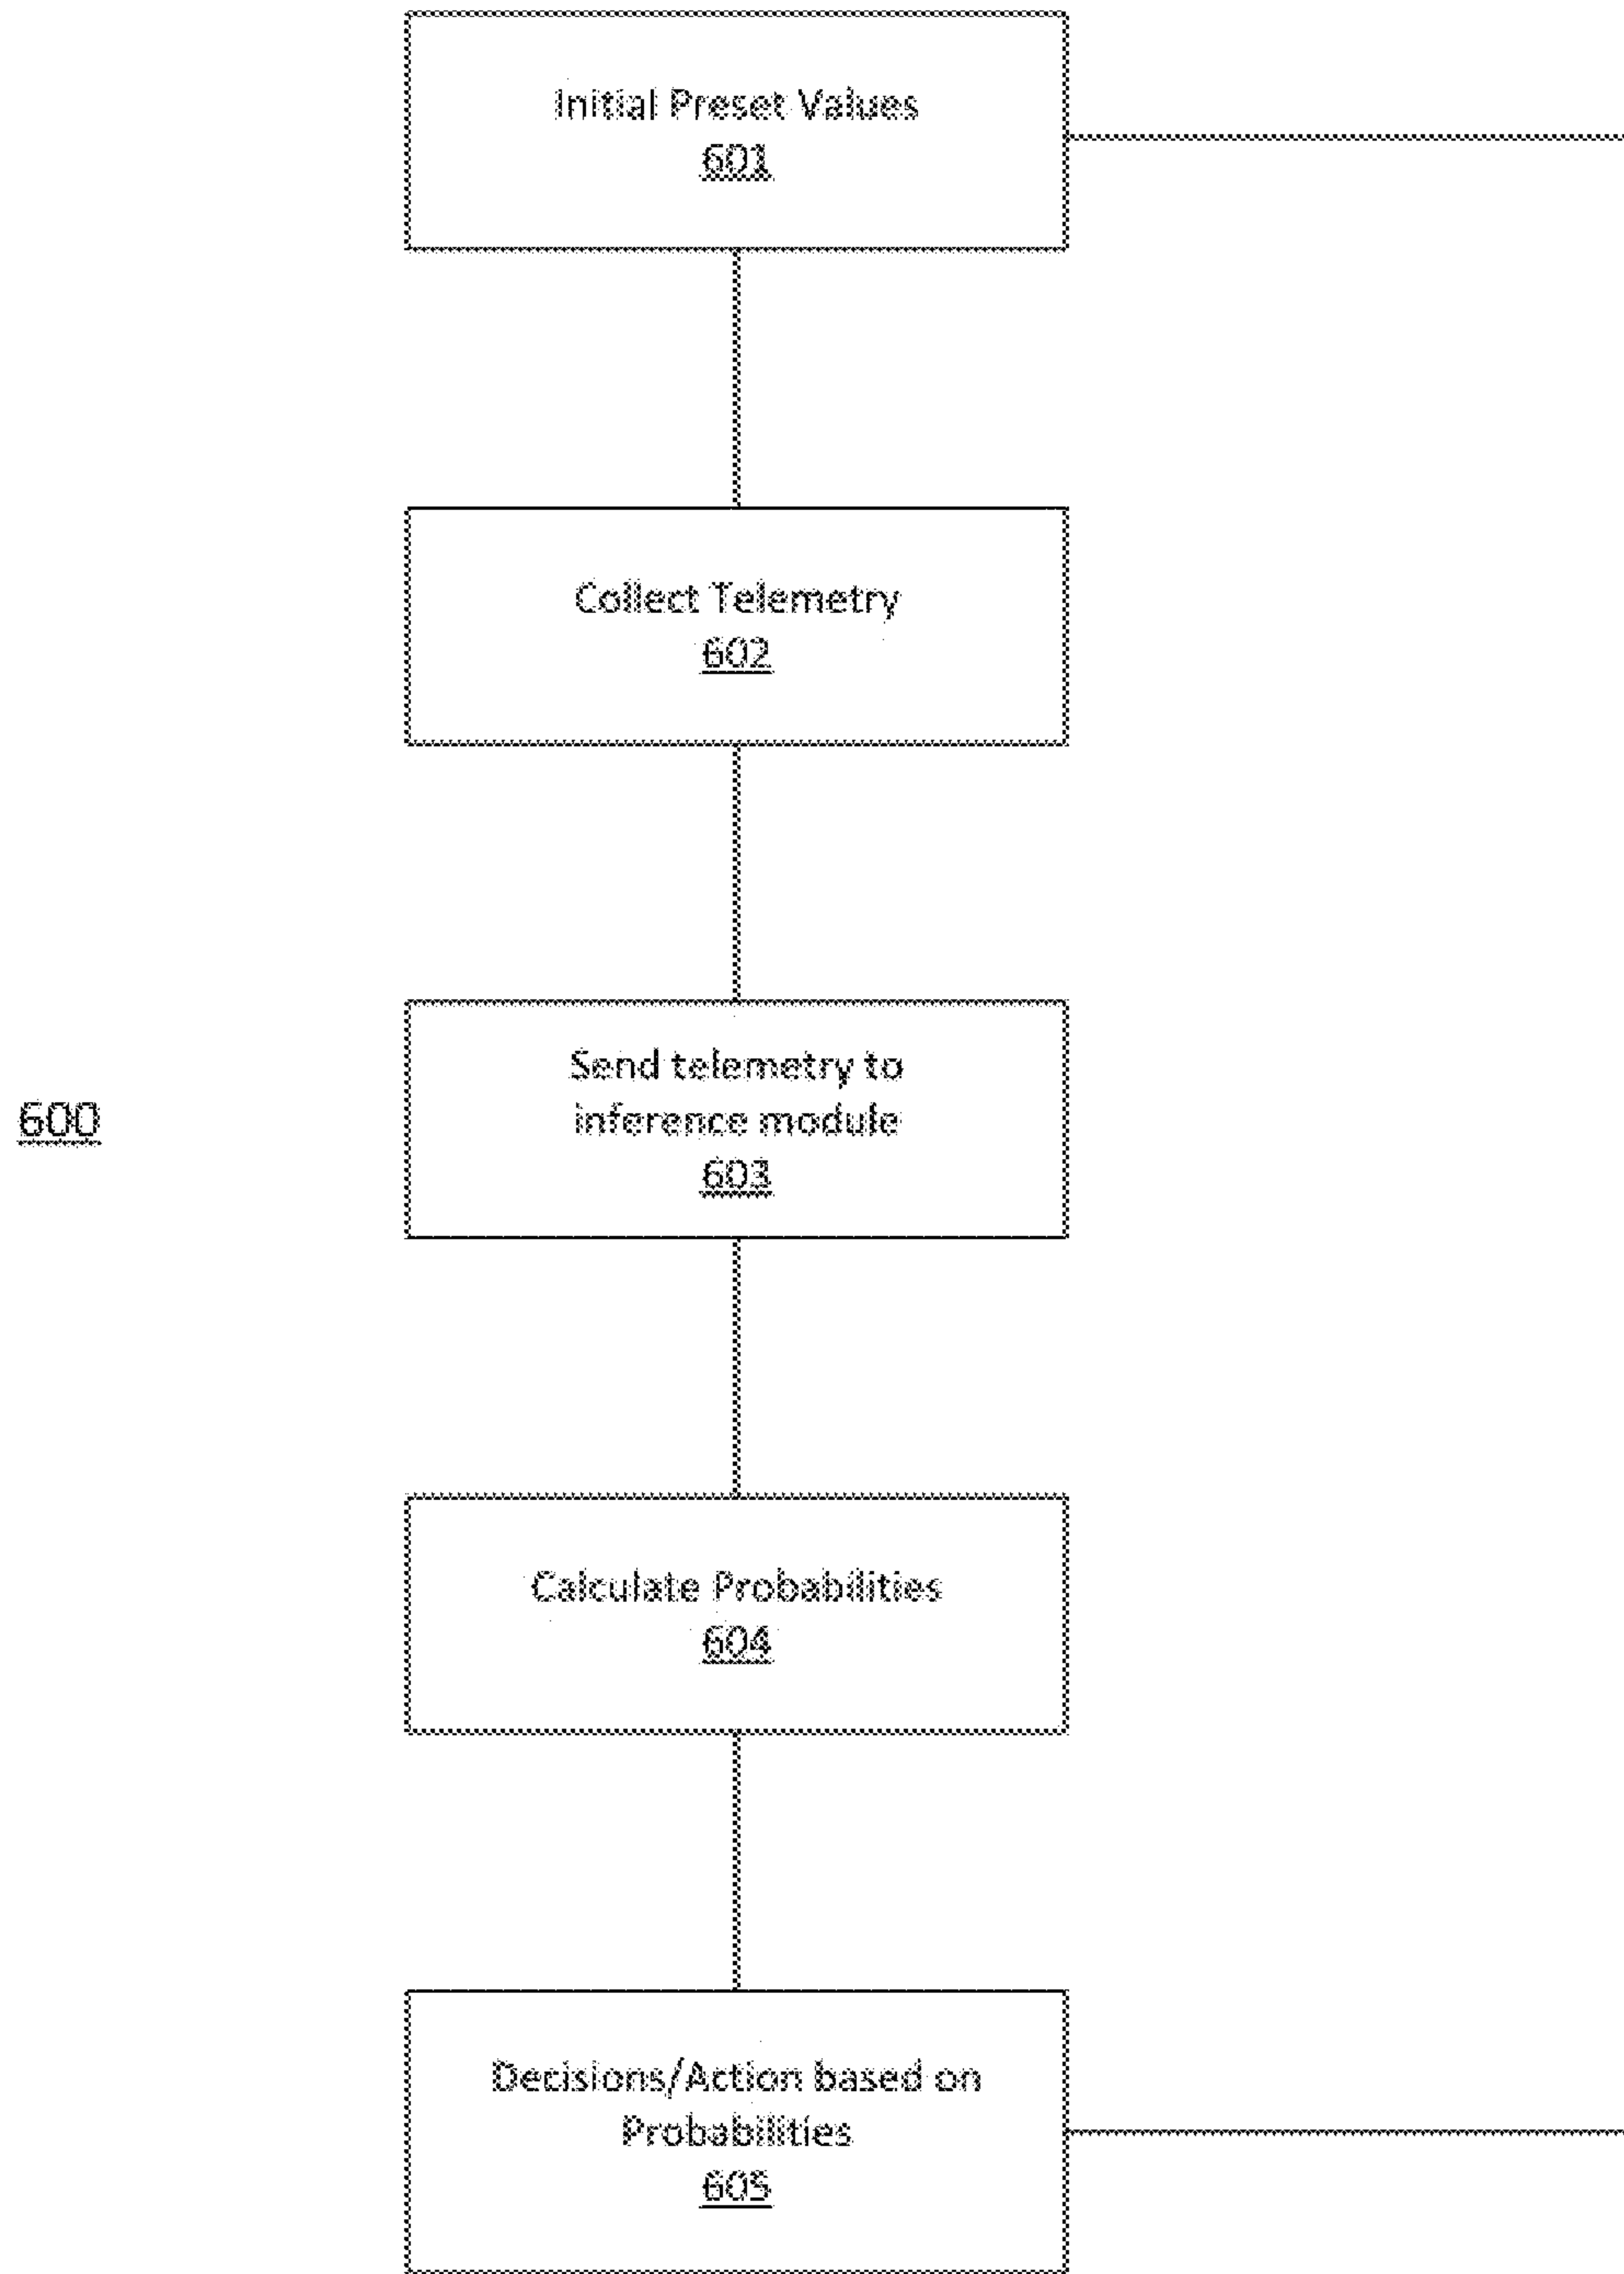 Initial Preset Values
601
Collect Telemetry
602
Send telemetry to
inference module
603
600
Calculate Probabilities
604
Decisions/Action based on
Probabilities
605